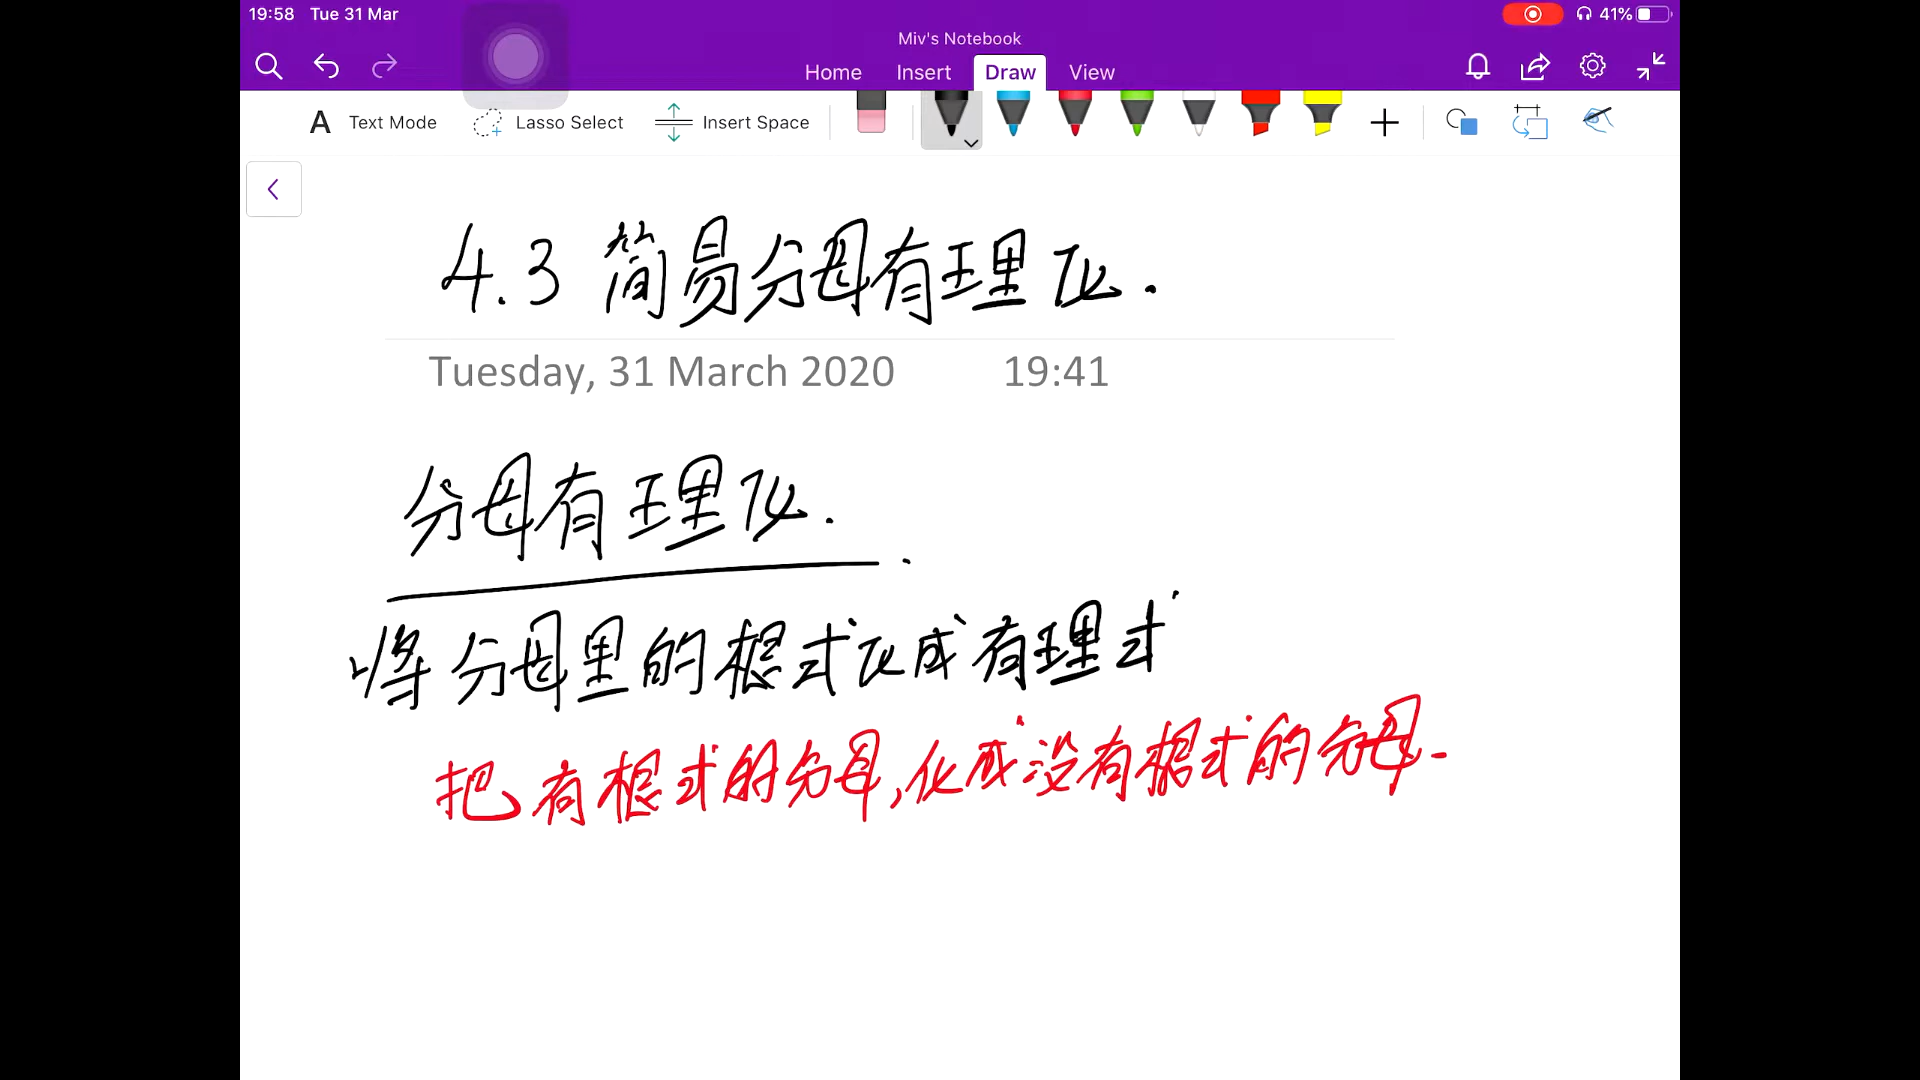 19:58 Tue 31 Mar
41%
Miv's Notebook
Home Insert Draw View
A Text Mode Lasso Select Insert Space
4.3 简易分母有理化.
Tuesday, 31 March 2020 19:41
分母有理化.
将分母里的根式化成有理式
把有根式的分母,化成没有根式的分母.